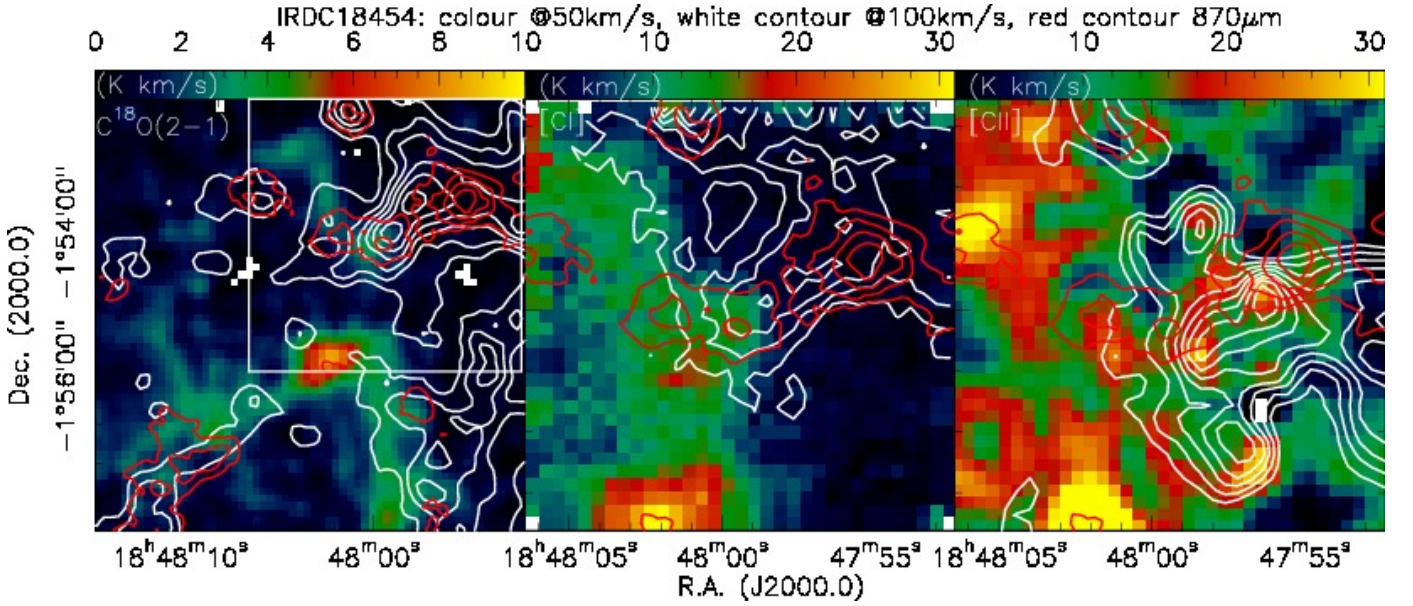 IRDC18454: colour @50km/s, white contour @100km/s, red contour 870μm
0 2 4 6 8 10 10 20 30 10 20 30
(K km/s) (K km/s) (K km/s)
C¹⁸O(2−1) [CI] [CII]
Dec. (2000.0)
−1°54'00"
−1°56'00"
18ʰ48ᵐ10ˢ 48ᵐ00ˢ 18ʰ48ᵐ05ˢ 48ᵐ00ˢ 47ᵐ55ˢ 18ʰ48ᵐ05ˢ 48ᵐ00ˢ 47ᵐ55ˢ
R.A. (J2000.0)